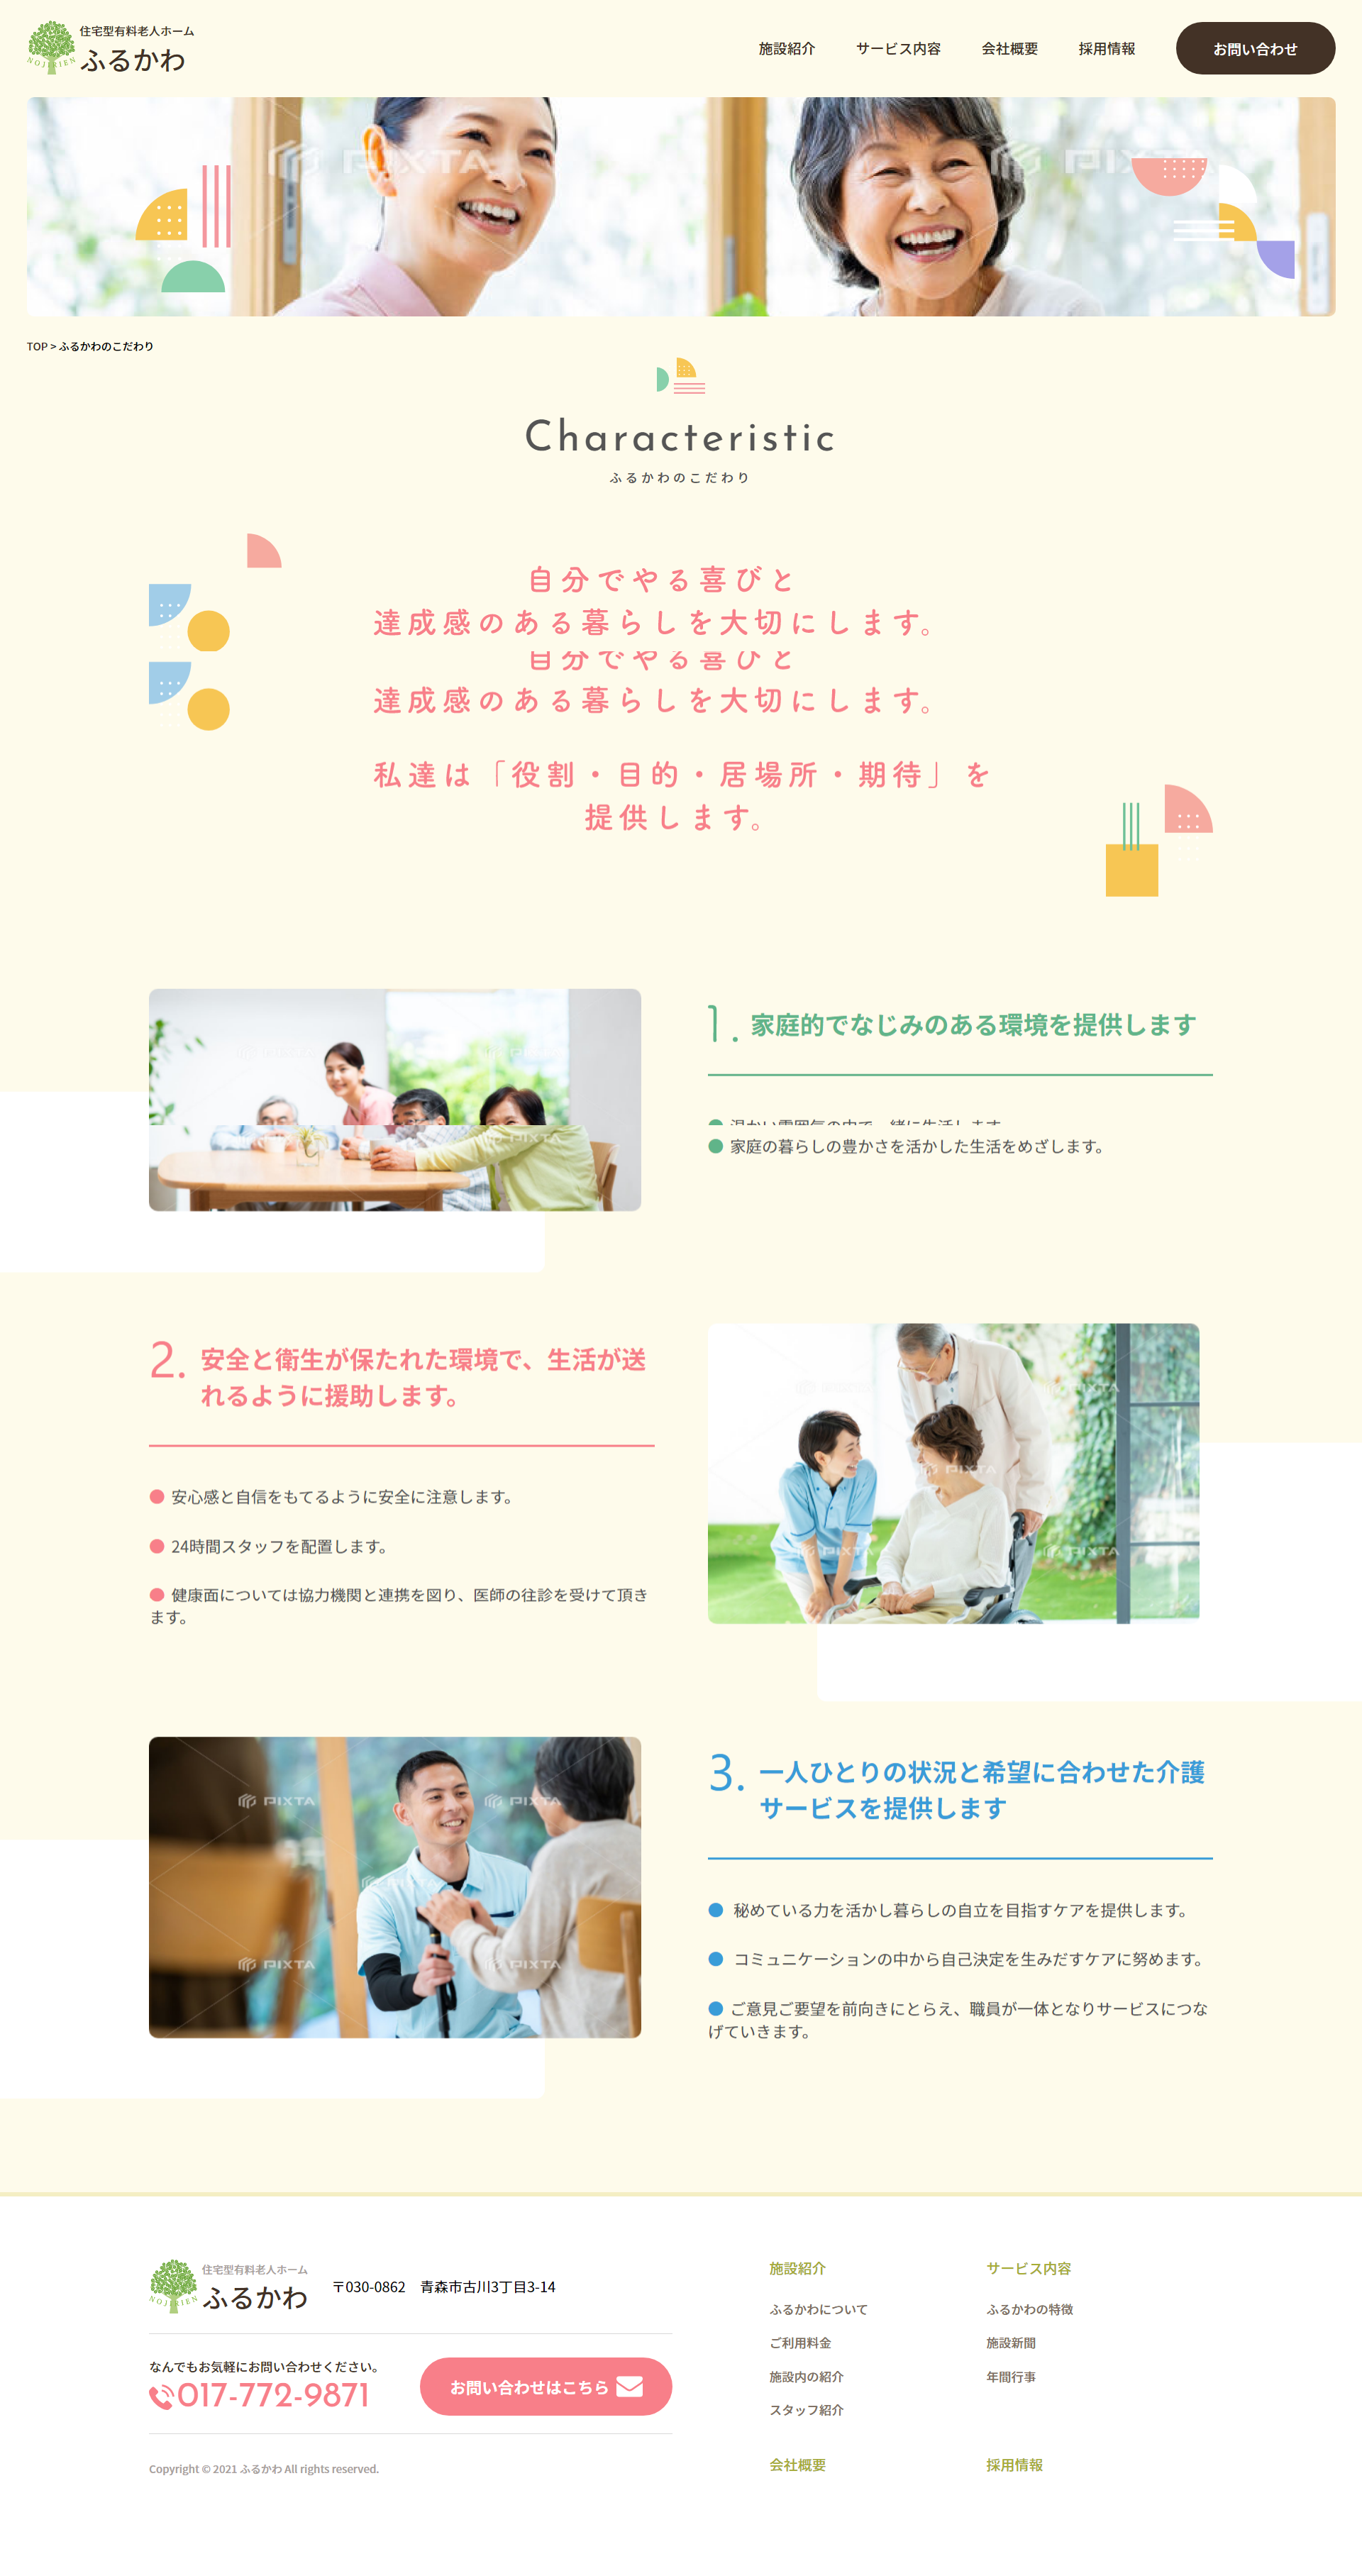 住宅型有料老人ホーム
ふるかわ
NOJIRIEN
施設紹介 サービス内容 会社概要 採用情報 お問い合わせ
PIXTA PIXTA
TOP > ふるかわのこだわり
Characteristic
ふるかわのこだわり
自分でやる喜びと
達成感のある暮らしを大切にします。
自分でやる喜びと
達成感のある暮らしを大切にします。
私達は「役割・目的・居場所・期待」を
提供します。
1. 家庭的でなじみのある環境を提供します
温かい雰囲気の中で一緒に生活します
● 家庭の暮らしの豊かさを活かした生活をめざします。
2. 安全と衛生が保たれた環境で、生活が送
れるように援助します。
● 安心感と自信をもてるように安全に注意します。
● 24時間スタッフを配置します。
● 健康面については協力機関と連携を図り、医師の往診を受けて頂き
ます。
3. 一人ひとりの状況と希望に合わせた介護
サービスを提供します
● 秘めている力を活かし暮らしの自立を目指すケアを提供します。
● コミュニケーションの中から自己決定を生みだすケアに努めます。
● ご意見ご要望を前向きにとらえ、職員が一体となりサービスにつな
げていきます。
住宅型有料老人ホーム
ふるかわ
NOJIRIEN
〒030-0862 青森市古川3丁目3-14
なんでもお気軽にお問い合わせください。
017-772-9871
お問い合わせはこちら
Copyright © 2021 ふるかわ All rights reserved.
施設紹介
ふるかわについて
ご利用料金
施設内の紹介
スタッフ紹介
会社概要
サービス内容
ふるかわの特徴
施設新聞
年間行事
採用情報